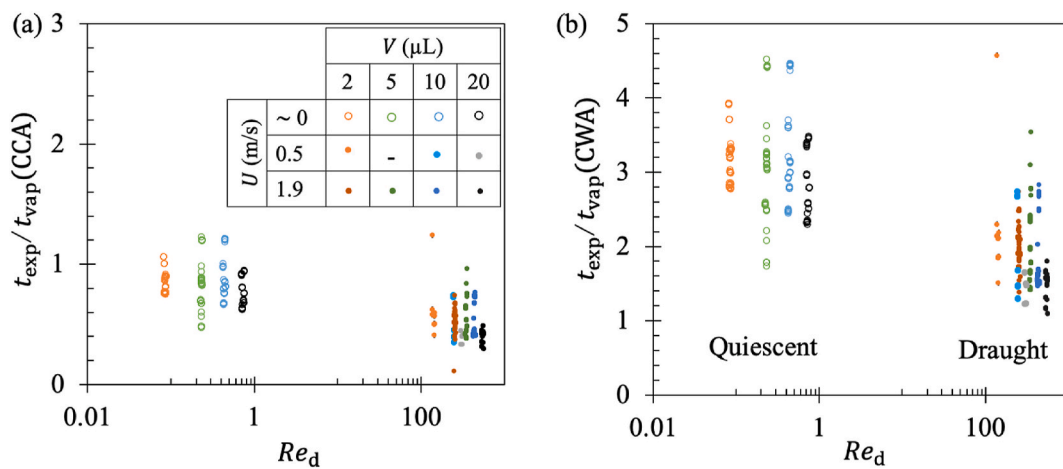 (a)
3
2
1
0
0.01
1
100
t_exp/t_vap(CCA)
Re_d
V (μL)
2 5 10 20
U (m/s)
~ 0
0.5 -
1.9
(b)
5
4
3
2
1
0
0.01
1
100
t_exp/t_vap(CWA)
Re_d
Quiescent
Draught